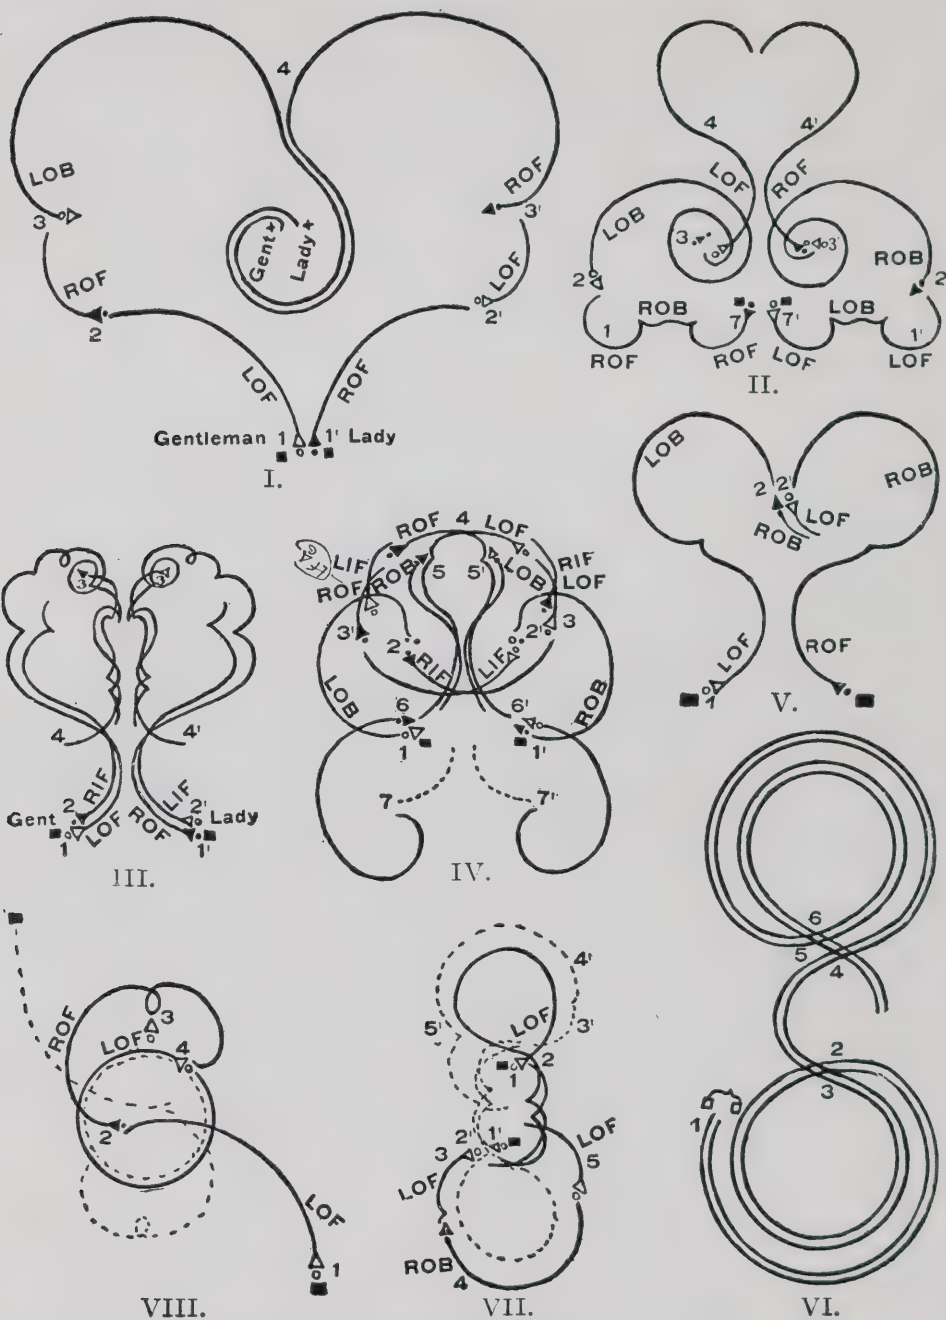 4
LOB
3
ROF
2
LOF
Gent
Lady
ROF
3'
LOF
2'
ROF
Gentleman 1 1' Lady
I.
4 4'
LOF ROF
LOB
3 3'
ROB
2 2
1 ROB 7 7' LOB 1'
ROF ROF LOF LOF
II.
3 3'
4 4'
RIF LIF
Gent 2 2' Lady
1 LOF ROF 1'
III.
ROF 4 LOF
LIF RIF
ROF ROB 5 5' LOB LOF
3' 2 2' 3
RIF LIF
LOB ROB
6 6'
1 1'
7 7'
IV.
LOB ROB
2 2'
LOF
ROB
LOF ROF
1
V.
6
5 4
2
3
1
VI.
4'
5' LOF 3'
1 2
2' 1'
3 LOF
LOF 5
ROB 4
VII.
ROF
3
LOF
4
2
LOF
1
VIII.